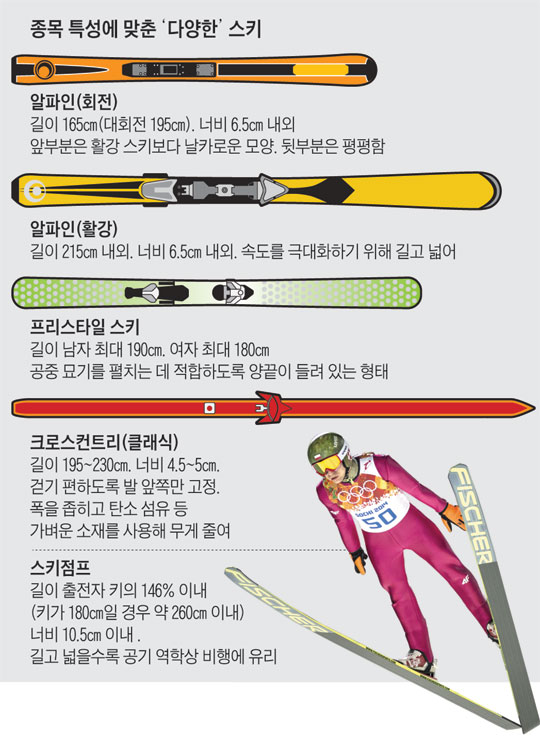 종목 특성에 맞춘 ‘다양한’ 스키
알파인(회전)
길이 165㎝(대회전 195㎝). 너비 6.5㎝ 내외
앞부분은 활강 스키보다 날카로운 모양. 뒷부분은 평평함
알파인(활강)
길이 215㎝ 내외. 너비 6.5㎝ 내외. 속도를 극대화하기 위해 길고 넓어
프리스타일 스키
길이 남자 최대 190㎝. 여자 최대 180㎝
공중 묘기를 펼치는 데 적합하도록 양끝이 들려 있는 형태
크로스컨트리(클래식)
길이 195~230㎝. 너비 4.5~5㎝.
걷기 편하도록 발 앞쪽만 고정.
폭을 좁히고 탄소 섬유 등
가벼운 소재를 사용해 무게 줄여
스키점프
길이 출전자 키의 146% 이내
(키가 180㎝일 경우 약 260㎝ 이내)
너비 10.5㎝ 이내 .
길고 넓을수록 공기 역학상 비행에 유리
SOCHI 2014
50
FISCHER
FISCHER